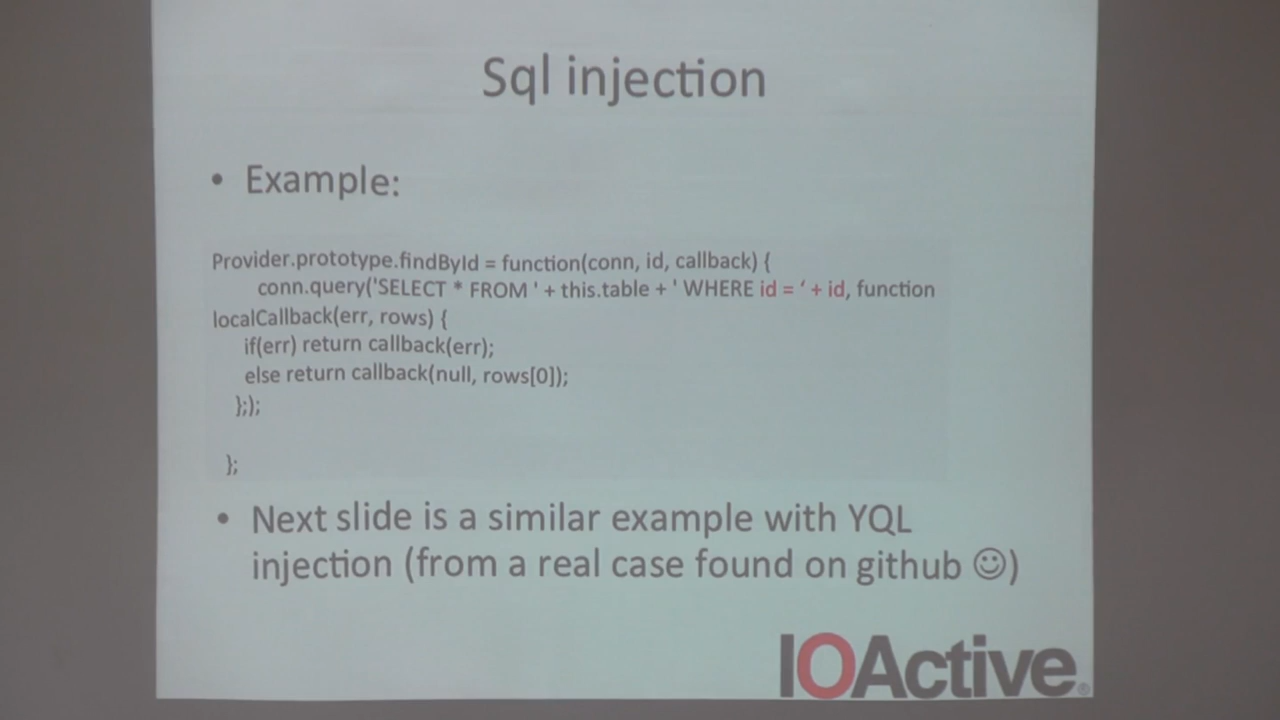 Sql injection
• Example:
Provider.prototype.findById = function(conn, id, callback) {
conn.query('SELECT * FROM ' + this.table + ' WHERE id = ‘ + id, function
localCallback(err, rows) {
if(err) return callback(err);
else return callback(null, rows[0]);
};);
};
• Next slide is a similar example with YQL
injection (from a real case found on github ☺)
IOActive®